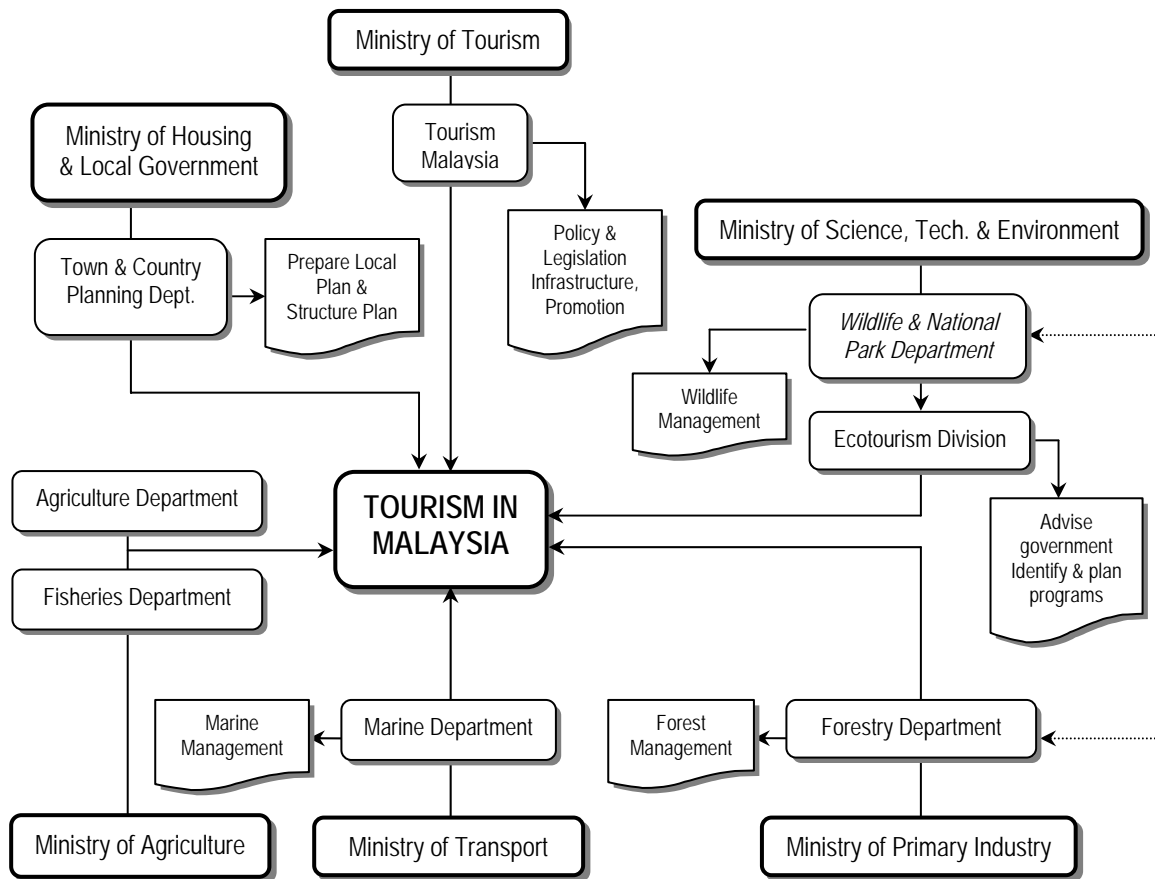 Ministry of Tourism
Ministry of Housing
& Local Government
Tourism
Malaysia
Policy &
Legislation
Infrastructure,
Promotion
Ministry of Science, Tech. & Environment
Town & Country
Planning Dept.
Prepare Local
Plan &
Structure Plan
Wildlife & National
Park Department
Wildlife
Management
Ecotourism Division
Agriculture Department
TOURISM IN
MALAYSIA
Advise
government
Identify & plan
programs
Fisheries Department
Marine
Management
Marine Department
Forest
Management
Forestry Department
Ministry of Agriculture
Ministry of Transport
Ministry of Primary Industry